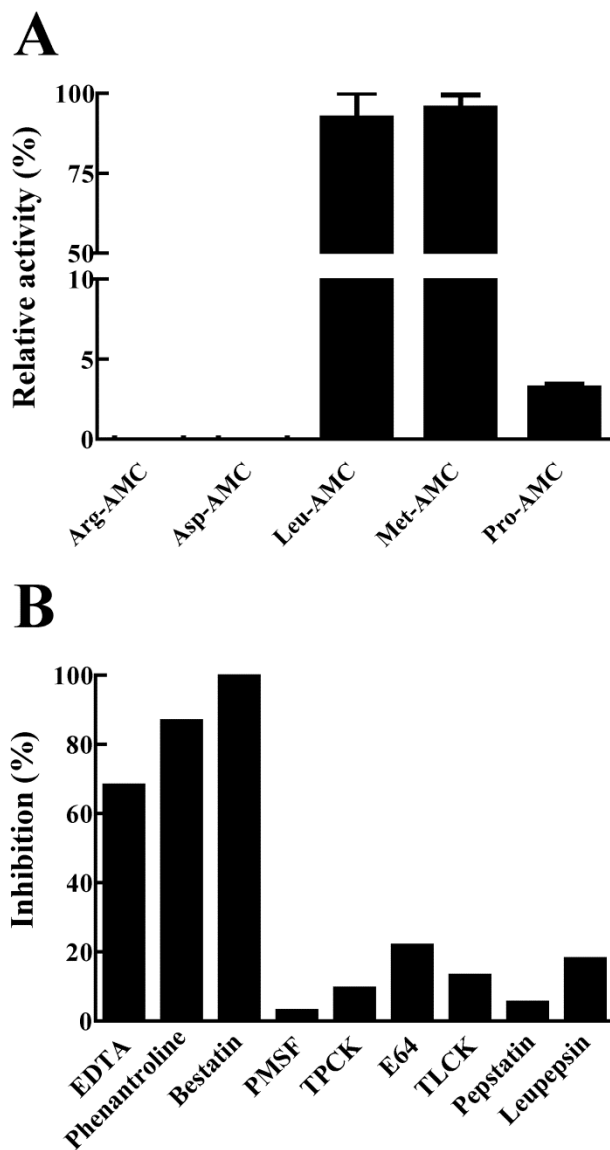 A
Relative activity (%)
100
75
50
10
5
0
Arg-AMC
Asp-AMC
Leu-AMC
Met-AMC
Pro-AMC
B
Inhibition (%)
100
80
60
40
20
0
EDTA
Phenantroline
Bestatin
PMSF
TPCK
E64
TLCK
Pepstatin
Leupepsin